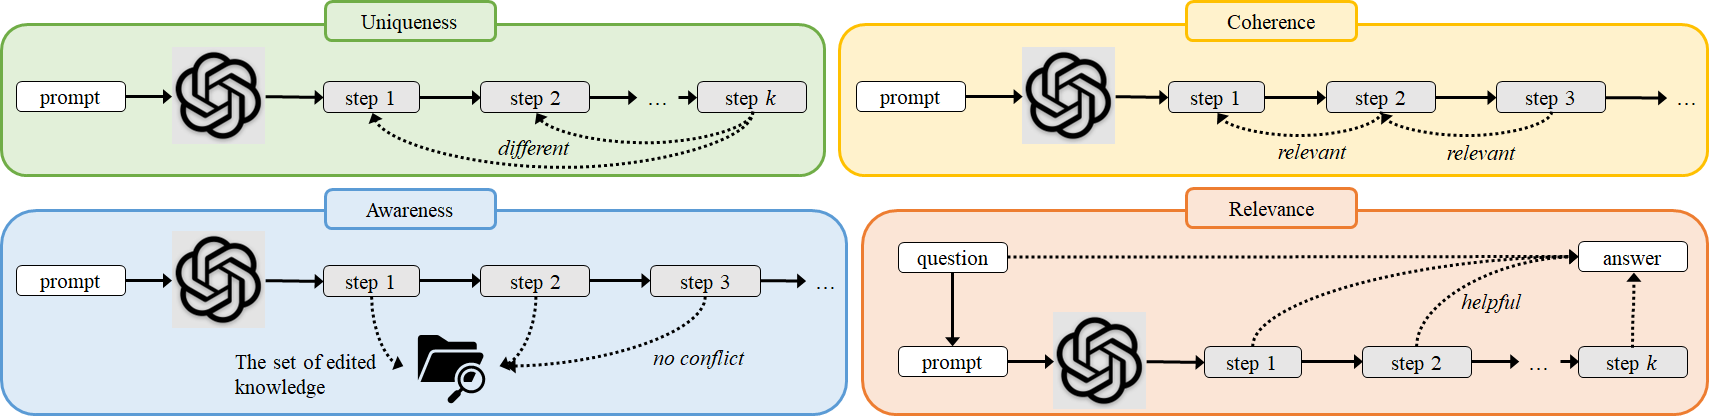 Uniqueness
prompt
step 1
step 2
...
step k
different
Coherence
prompt
step 1
step 2
step 3
...
relevant
relevant
Awareness
prompt
step 1
step 2
step 3
...
The set of edited
knowledge
no conflict
Relevance
question
answer
helpful
prompt
step 1
step 2
...
step k